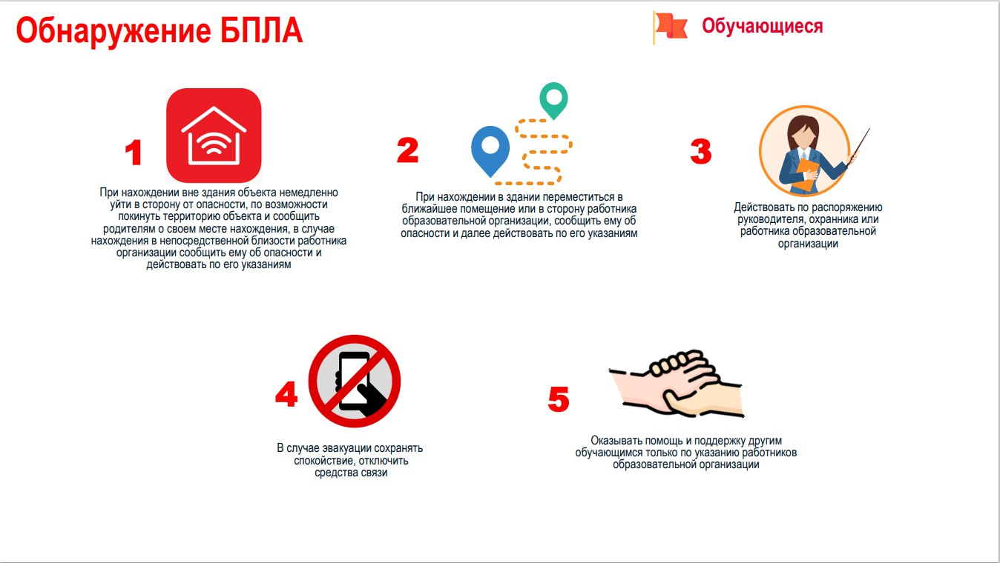 Обнаружение БПЛА
Обучающиеся
1
При нахождении вне здания объекта немедленно
уйти в сторону от опасности, по возможности
покинуть территорию объекта и сообщить
родителям о своем месте нахождения, в случае
нахождения в непосредственной близости работника
организации сообщить ему об опасности и
действовать по его указаниям
2
При нахождении в здании переместиться в
ближайшее помещение или в сторону работника
образовательной организации, сообщить ему об
опасности и далее действовать по его указаниям
3
Действовать по распоряжению
руководителя, охранника или
работника образовательной
организации
4
В случае эвакуации сохранять
спокойствие, отключить
средства связи
5
Оказывать помощь и поддержку другим
обучающимся только по указанию работников
образовательной организации